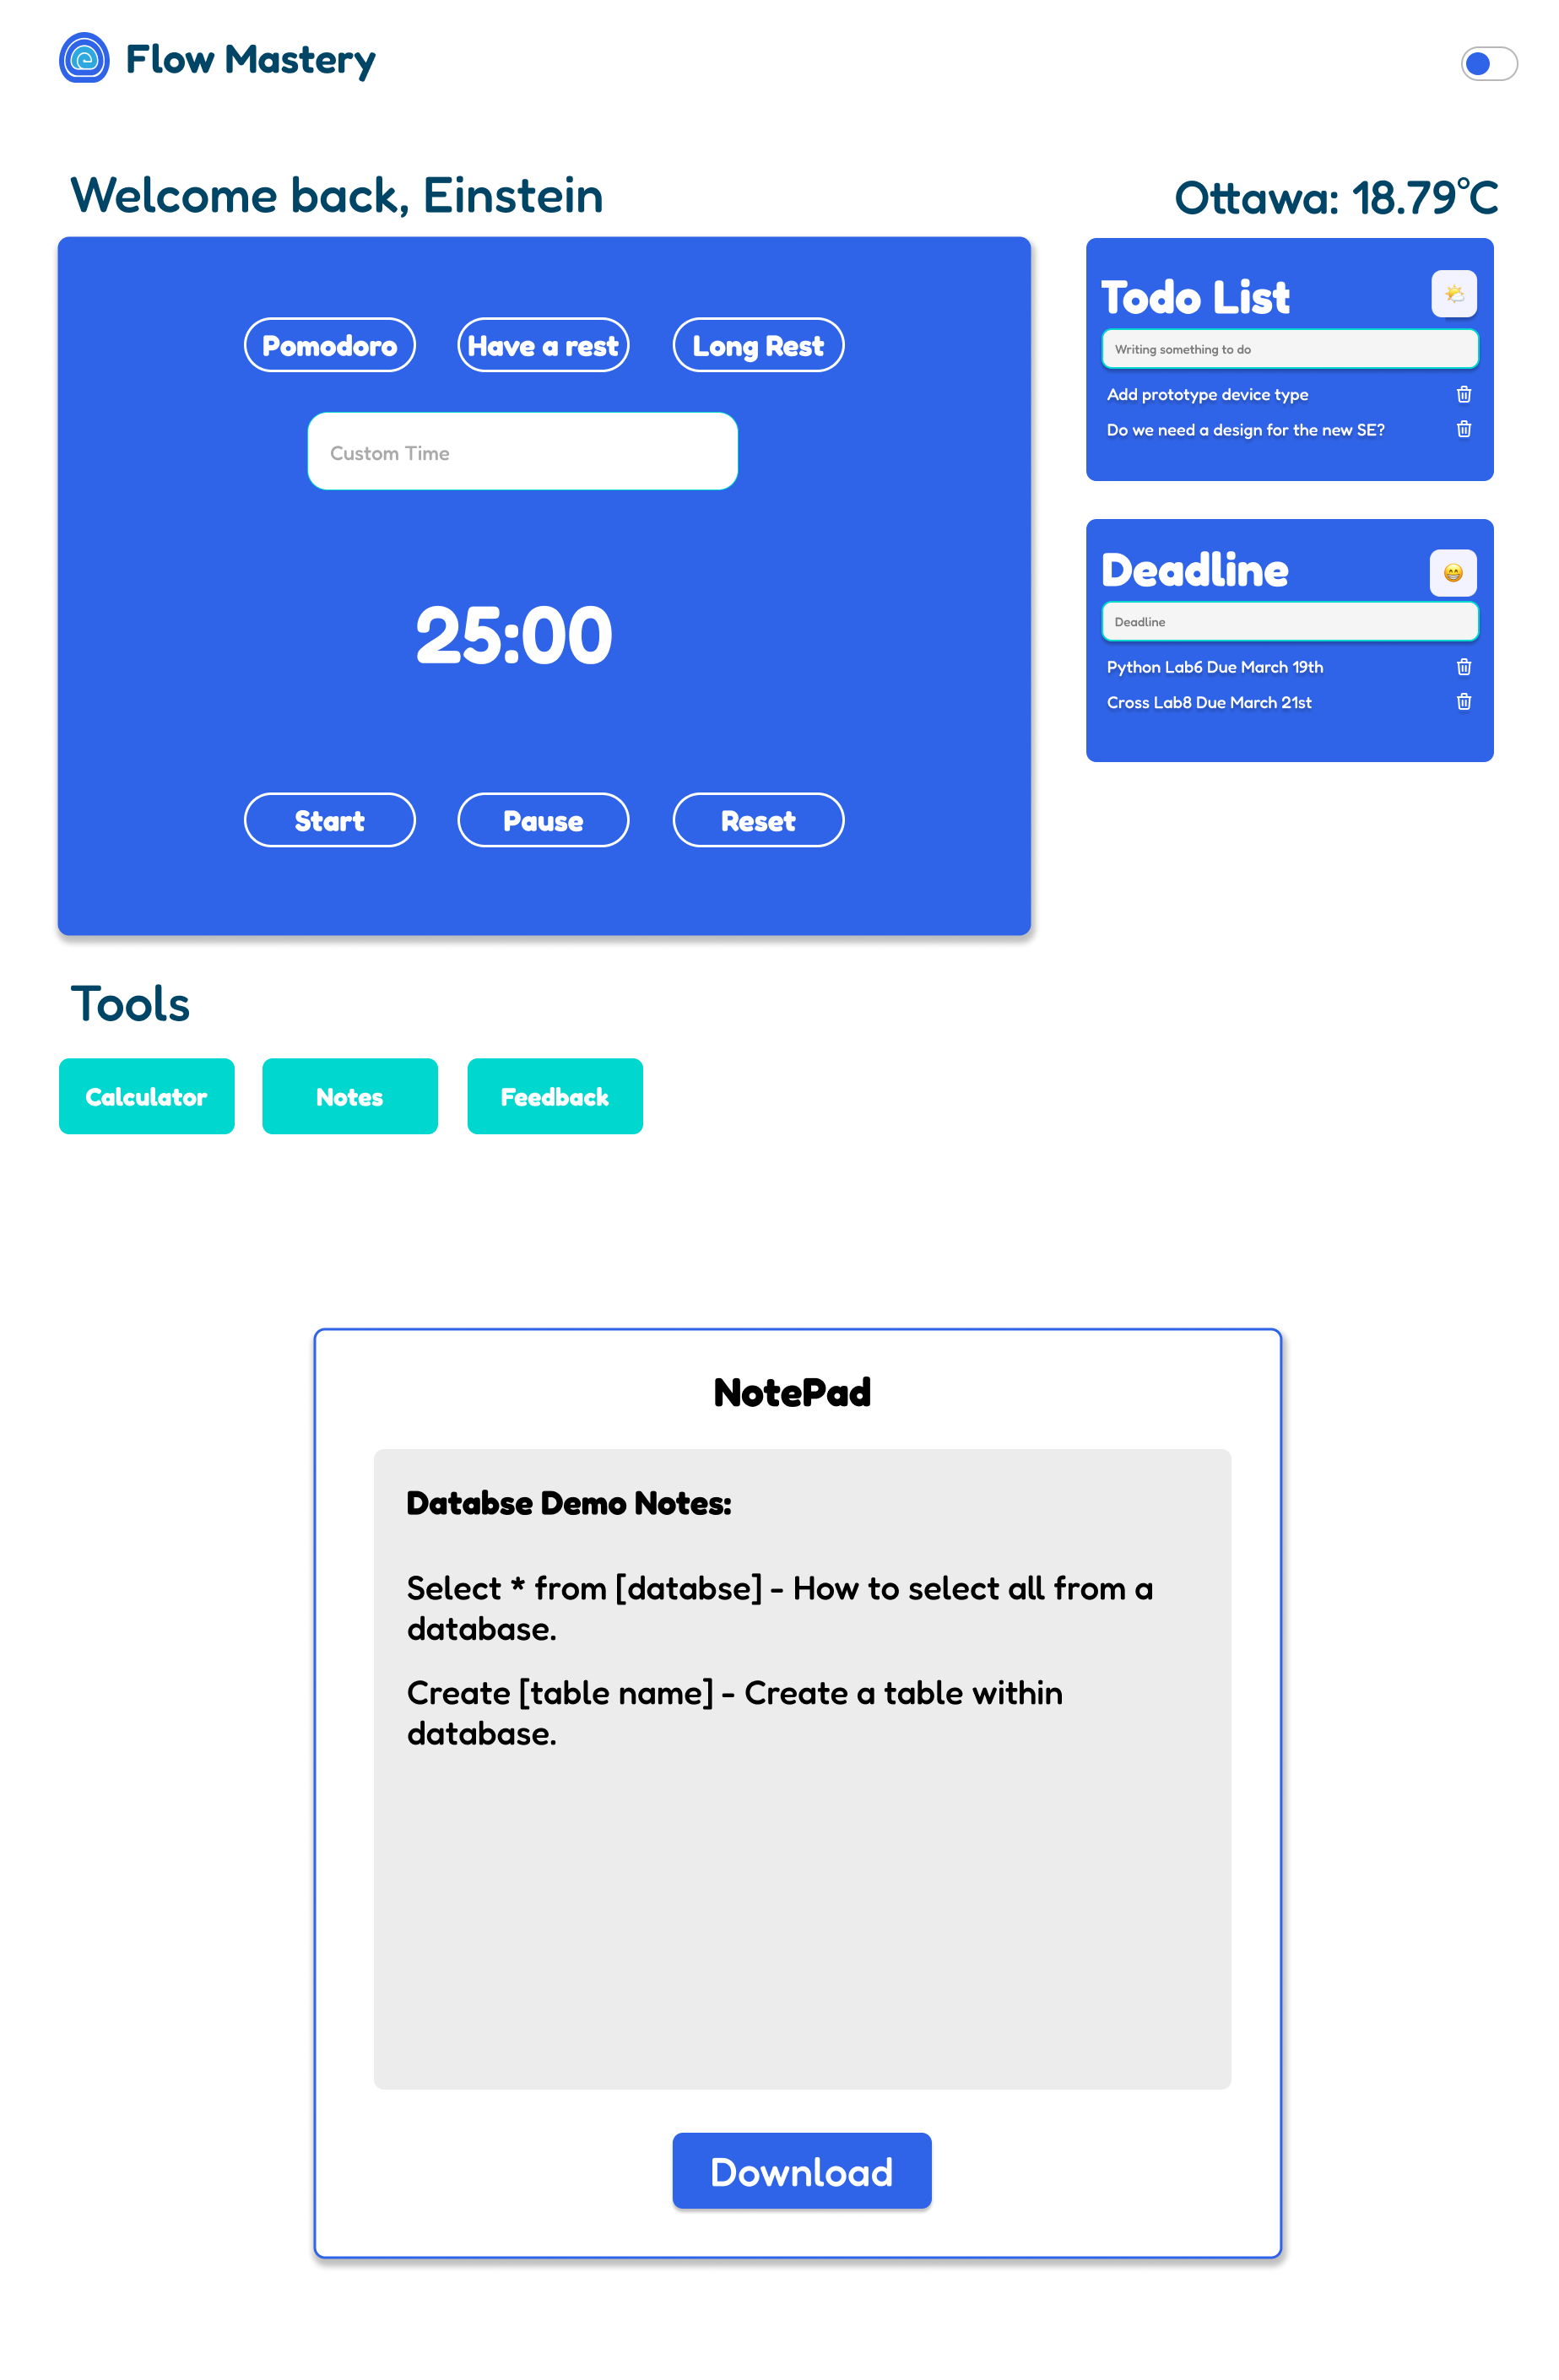 Flow Mastery
Welcome back, Einstein
Ottawa: 18.79°C
Pomodoro
Have a rest
Long Rest
Custom Time
25:00
Start
Pause
Reset
Todo List
Writing something to do
Add prototype device type
Do we need a design for the new SE?
Deadline
Deadline
Python Lab6 Due March 19th
Cross Lab8 Due March 21st
Tools
Calculator
Notes
Feedback
NotePad
Databse Demo Notes:
Select * from [databse] - How to select all from a
database.
Create [table name] - Create a table within
database.
Download